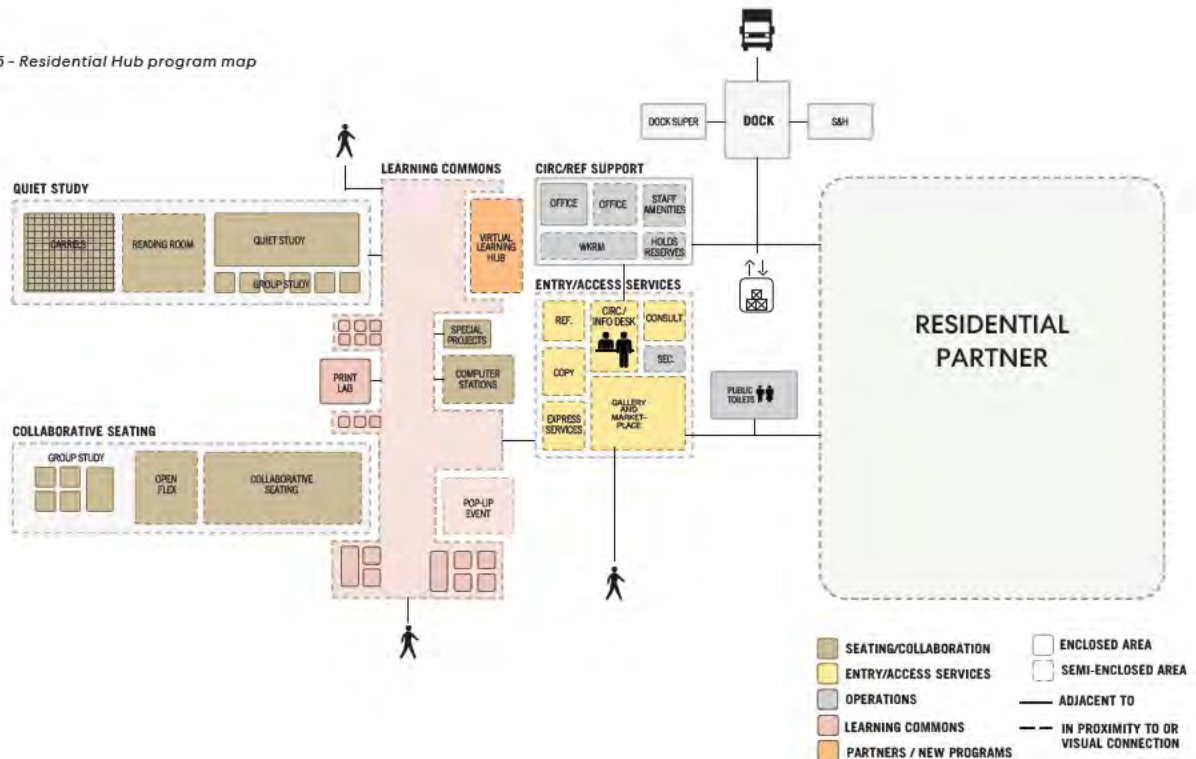 5 - Residential Hub program map
DOCK SUPER
DOCK
S&H
LEARNING COMMONS
CIRC/REF SUPPORT
QUIET STUDY
CARRELS
READING ROOM
QUIET STUDY
GROUP STUDY
VIRTUAL
LEARNING
HUB
OFFICE
OFFICE
STAFF
AMENITIES
WKRM
HOLDS
RESERVES
ENTRY/ACCESS SERVICES
REF.
CIRC./
INFO DESK
CONSULT
SEC.
COPY
EXPRESS
SERVICES
GALLERY
AND
MARKET-
PLACE
SPECIAL
PROJECTS
COMPUTER
STATIONS
PRINT
LAB
PUBLIC
TOILETS
RESIDENTIAL
PARTNER
COLLABORATIVE SEATING
GROUP STUDY
OPEN
FLEX
COLLABORATIVE
SEATING
POP-UP
EVENT
SEATING/COLLABORATION
ENTRY/ACCESS SERVICES
OPERATIONS
LEARNING COMMONS
PARTNERS / NEW PROGRAMS
ENCLOSED AREA
SEMI-ENCLOSED AREA
ADJACENT TO
IN PROXIMITY TO OR
VISUAL CONNECTION